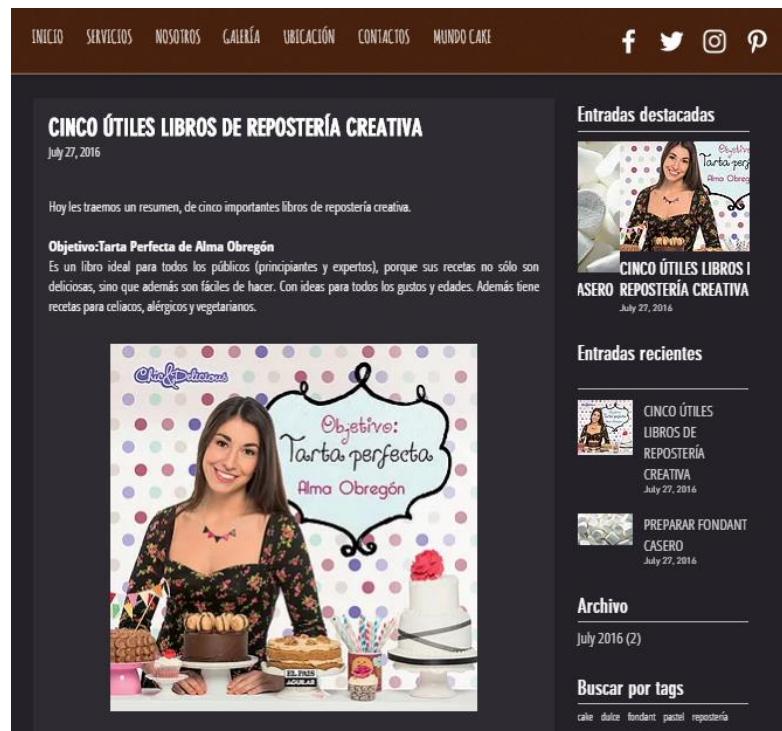 INICIO SERVICIOS NOSOTROS GALERÍA UBICACIÓN CONTACTOS MUNDO CAKE
CINCO ÚTILES LIBROS DE REPOSTERÍA CREATIVA
July 27, 2016
Hoy les traemos un resumen, de cinco importantes libros de repostería creativa.
Objetivo:Tarta Perfecta de Alma Obregón
Es un libro ideal para todos los públicos (principiantes y expertos), porque sus recetas no sólo son
deliciosas, sino que además son fáciles de hacer. Con ideas para todos los gustos y edades. Además tiene
recetas para celiacos, alérgicos y vegetarianos.
Chic&Delicious
Objetivo:
Tarta perfecta
Alma Obregón
EL PAIS
AGUILAR
Entradas destacadas
Objetivo
Tarta perf
Alma Obreg
CINCO ÚTILES LIBROS
ASERO REPOSTERÍA CREATIVA
July 27, 2016
Entradas recientes
CINCO ÚTILES
LIBROS DE
REPOSTERÍA
CREATIVA
July 27, 2016
PREPARAR FONDANT
CASERO
July 27, 2016
Archivo
July 2016 (2)
Buscar por tags
cake dulce fondant pastel repostería